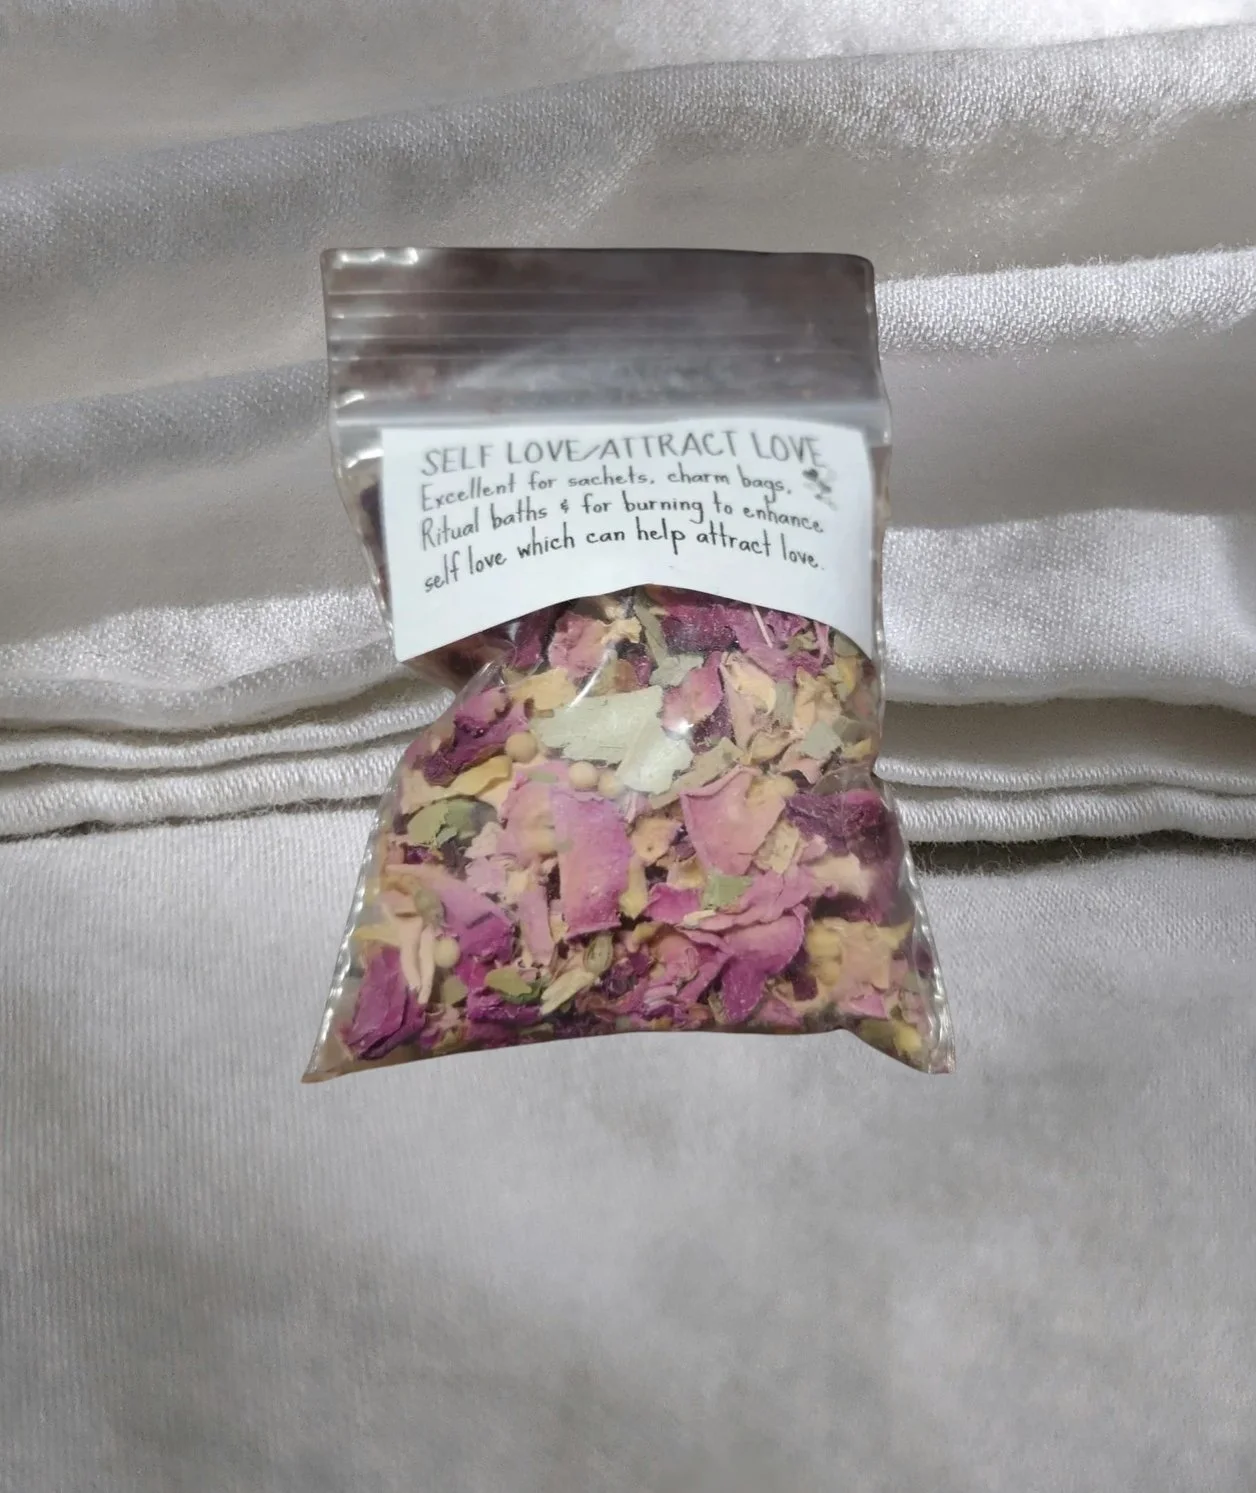 SELF LOVE/ATTRACT LOVE
Excellent for sachets, charm bags,
Ritual baths & for burning to enhance
self love which can help attract love.